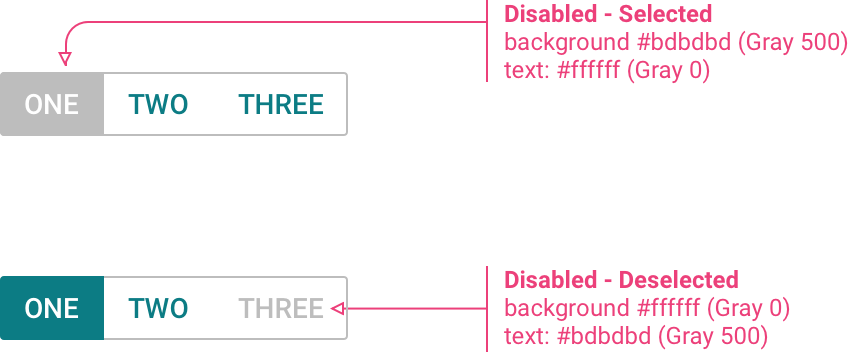 Disabled - Selected
background #bdbdbd (Gray 500)
text: #ffffff (Gray 0)
ONE TWO THREE
Disabled - Deselected
background #ffffff (Gray 0)
text: #bdbdbd (Gray 500)
ONE TWO THREE